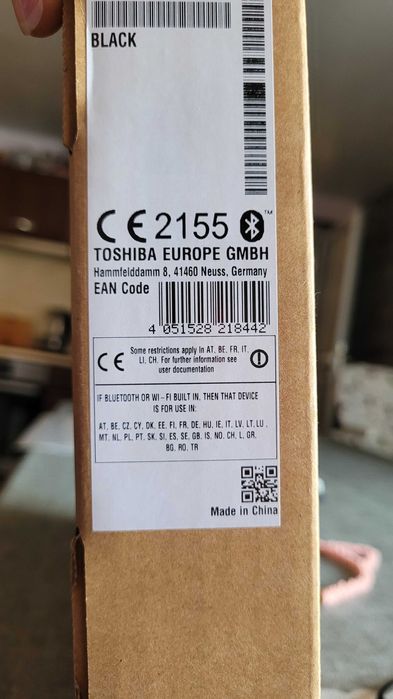 BLACK
CE 2155
TOSHIBA EUROPE GMBH
Hammfelddamm 8, 41460 Neuss, Germany
EAN Code
4 051528 218442
CE
Some restrictions apply in AT, BE, FR, IT,
LI, CH. For further information see
user documentation
IF BLUETOOTH OR WI-FI BUILT IN, THEN THAT DEVICE
IS FOR USE IN:
AT, BE, CZ, CY, DK, EE, FI, FR, DE, HU, IE, IT, LV, LT, LU,
MT, NL, PL, PT, SK, SI, ES, SE, GB, IS, NO, CH, L, GR,
BG, RO, TR
Made in China